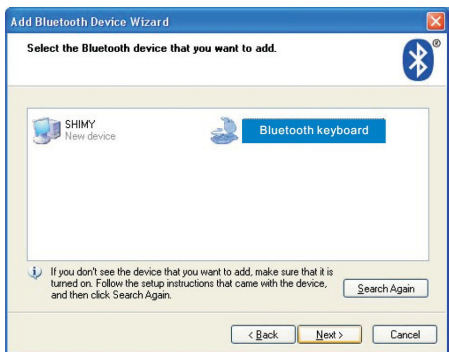 Add Bluetooth Device Wizard
Select the Bluetooth device that you want to add.
®
SHIMY
New device
Bluetooth keyboard
If you don't see the device that you want to add, make sure that it is
turned on. Follow the setup instructions that came with the device,
and then click Search Again.
Search Again
< Back
Next >
Cancel